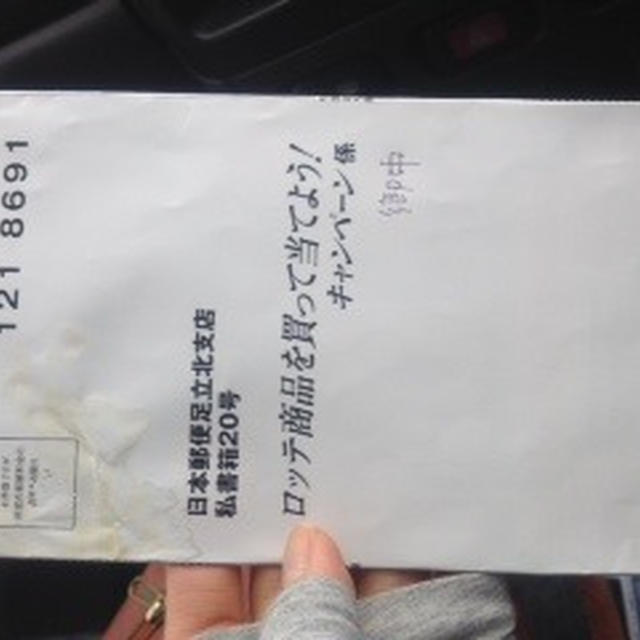 121 8691
日本郵便足立北支店
私書箱20号
ロッテ商品を買って当てよう!
キャンペーン係
御中